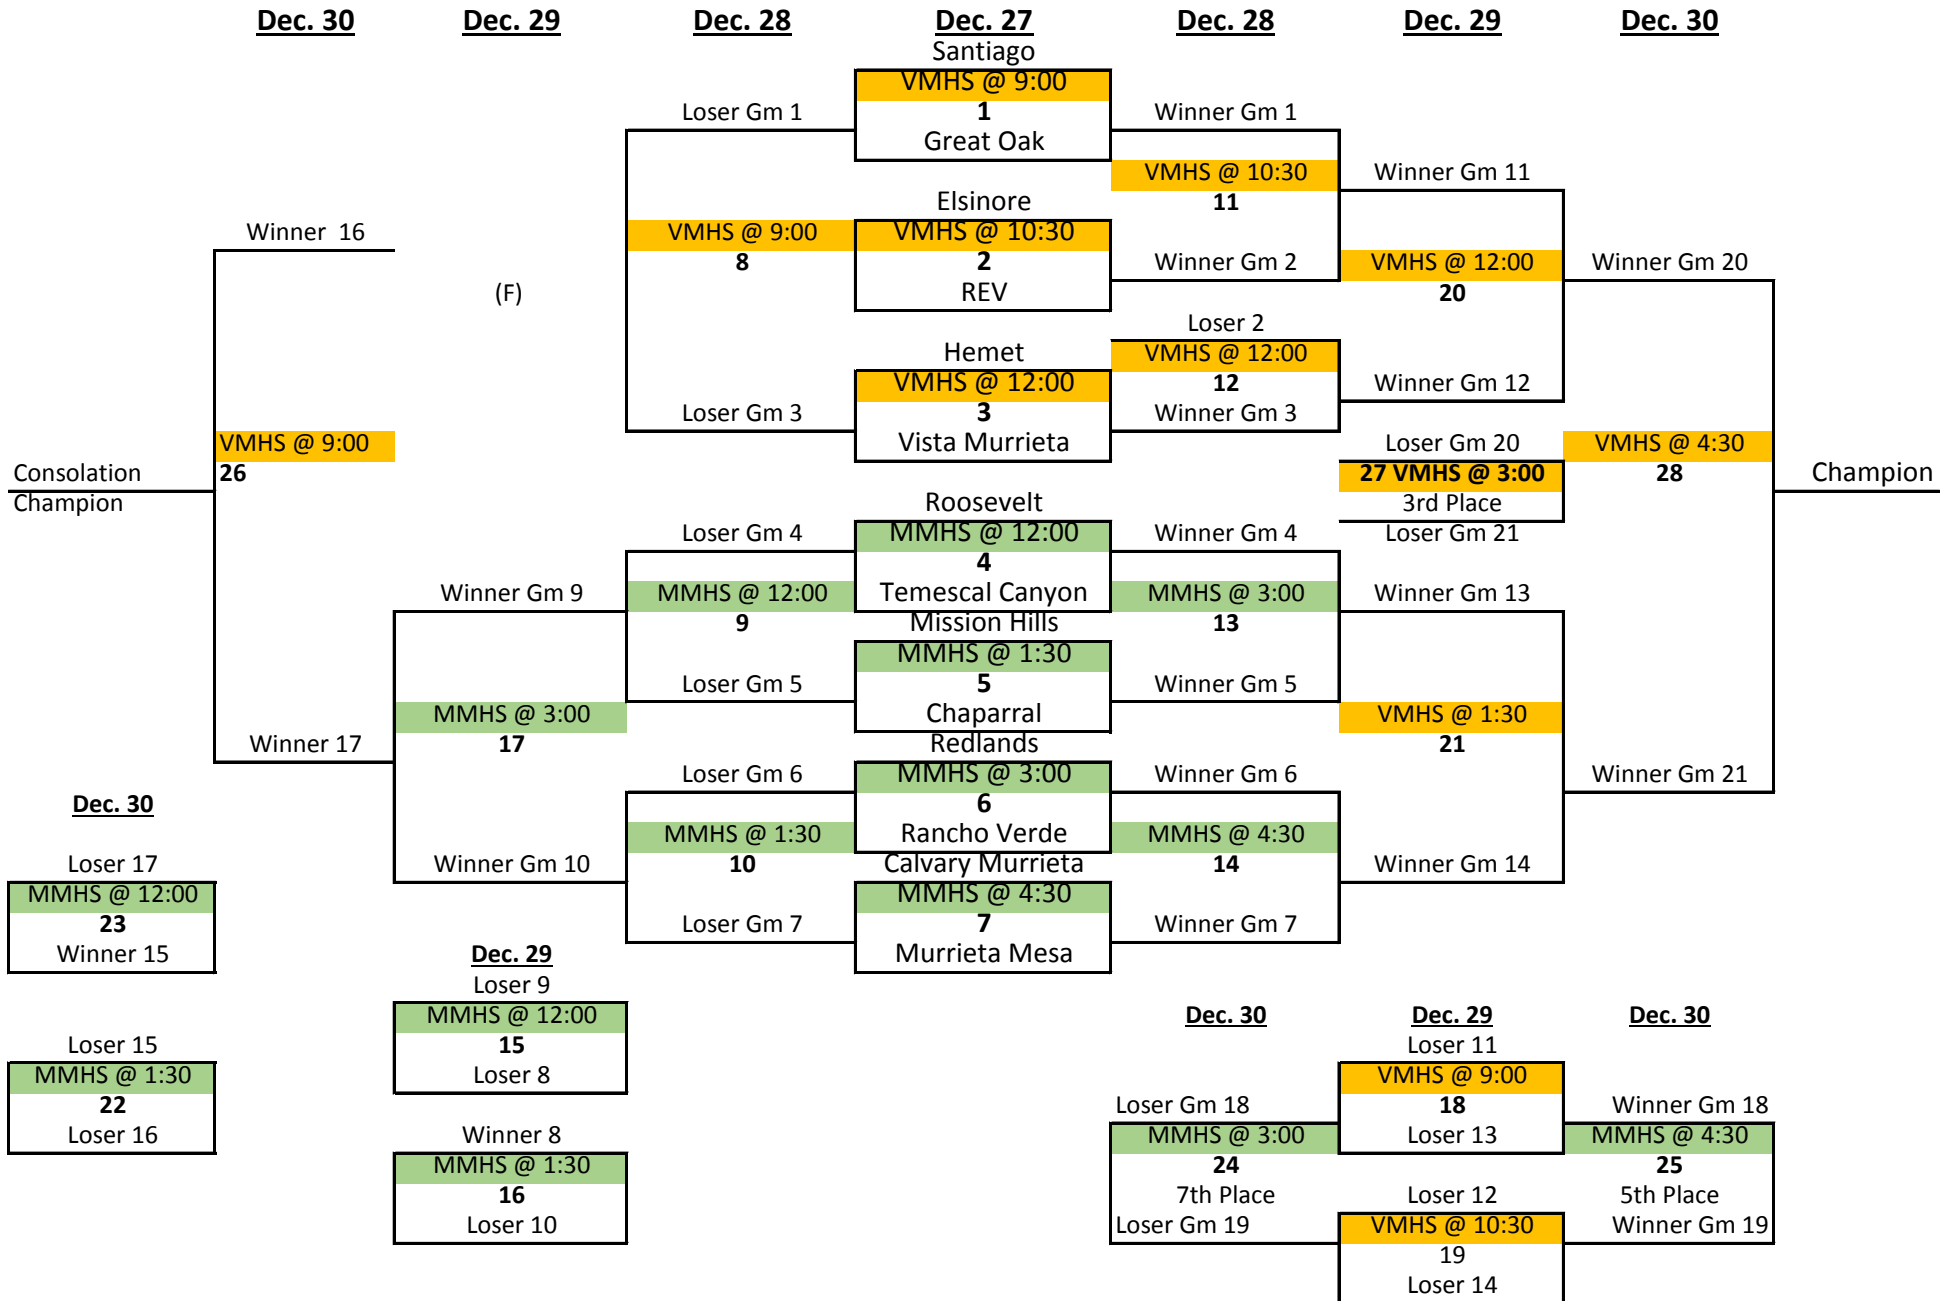 Dec. 30 Dec. 29 Dec. 28 Dec. 27 Dec. 28 Dec. 29 Dec. 30
Santiago
VMHS @ 9:00
Loser Gm 1 1 Winner Gm 1
Great Oak
VMHS @ 10:30 Winner Gm 11
Elsinore 11
Winner  16 VMHS @ 9:00 VMHS @ 10:30
8 2 Winner Gm 2 VMHS @ 12:00 Winner Gm 20
(F) REV 20
Loser 2
Hemet VMHS @ 12:00
VMHS @ 12:00 12 Winner Gm 12
Loser Gm 3 3 Winner Gm 3
VMHS @ 9:00 Vista Murrieta Loser Gm 20 VMHS @ 4:30
Consolation 26 27 VMHS @ 3:00 28 Champion
Champion Roosevelt 3rd Place
Loser Gm 4 MMHS @ 12:00 Winner Gm 4 Loser Gm 21
4
Winner Gm 9 MMHS @ 12:00 Temescal Canyon MMHS @ 3:00 Winner Gm 13
9 Mission Hills 13
MMHS @ 1:30
Loser Gm 5 5 Winner Gm 5
MMHS @ 3:00 Chaparral VMHS @ 1:30
Winner 17 17 Redlands 21
Loser Gm 6 MMHS @ 3:00 Winner Gm 6 Winner Gm 21
Dec. 30 6
MMHS @ 1:30 Rancho Verde MMHS @ 4:30
Loser 17 Winner Gm 10 10 Calvary Murrieta 14 Winner Gm 14
MMHS @ 12:00 MMHS @ 4:30
23 Loser Gm 7 7 Winner Gm 7
Winner 15 Dec. 29 Murrieta Mesa
Loser 9
MMHS @ 12:00 Dec. 30 Dec. 29 Dec. 30
Loser 15 15 Loser 11
MMHS @ 1:30 Loser 8 VMHS @ 9:00
22 Loser Gm 18 18 Winner Gm 18
Loser 16 Winner 8 MMHS @ 3:00 Loser 13 MMHS @ 4:30
MMHS @ 1:30 24 25
16 7th Place Loser 12 5th Place
Loser 10 Loser Gm 19 VMHS @ 10:30 Winner Gm 19
19
Loser 14